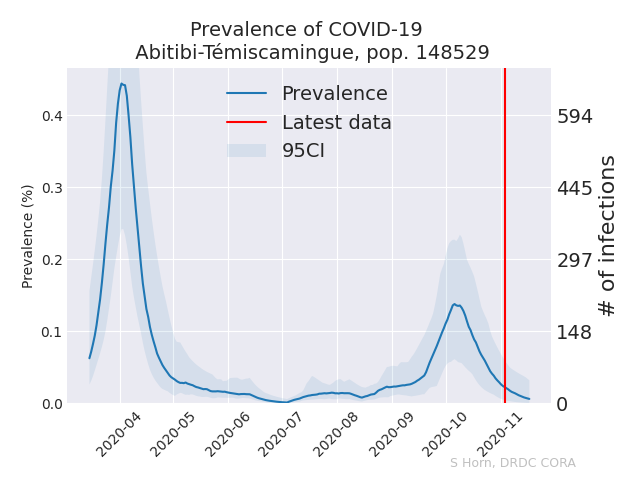 Prevalence of COVID-19
Abitibi-Témiscamingue, pop. 148529
Prevalence
Latest data
95CI
Prevalence (%)
0.4
0.3
0.2
0.1
0.0
594
445
297
148
0
# of infections
2020-04
2020-05
2020-06
2020-07
2020-08
2020-09
2020-10
2020-11
S Horn, DRDC CORA